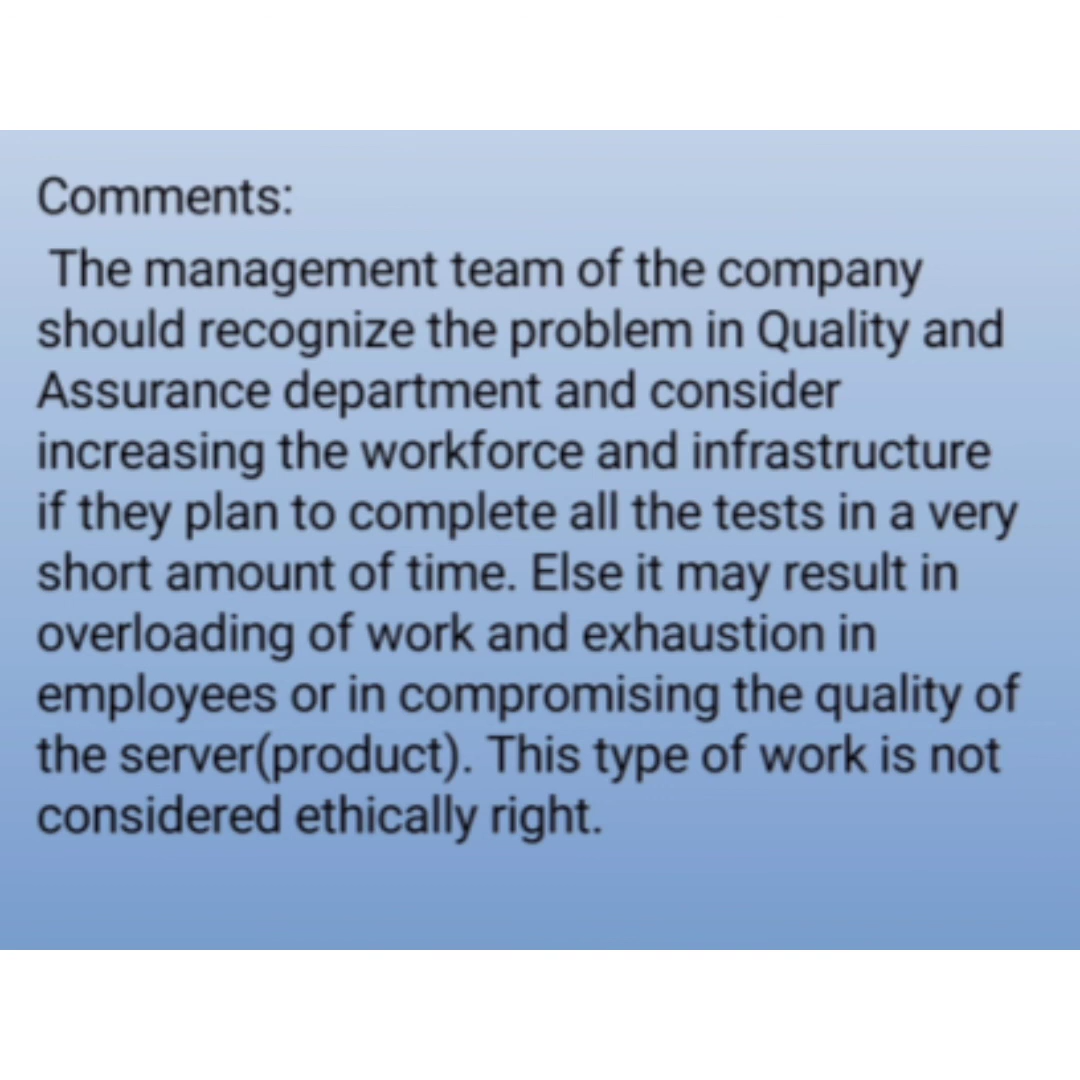 Comments:
The management team of the company
should recognize the problem in Quality and
Assurance department and consider
increasing the workforce and infrastructure
if they plan to complete all the tests in a very
short amount of time. Else it may result in
overloading of work and exhaustion in
employees or in compromising the quality of
the server(product). This type of work is not
considered ethically right.